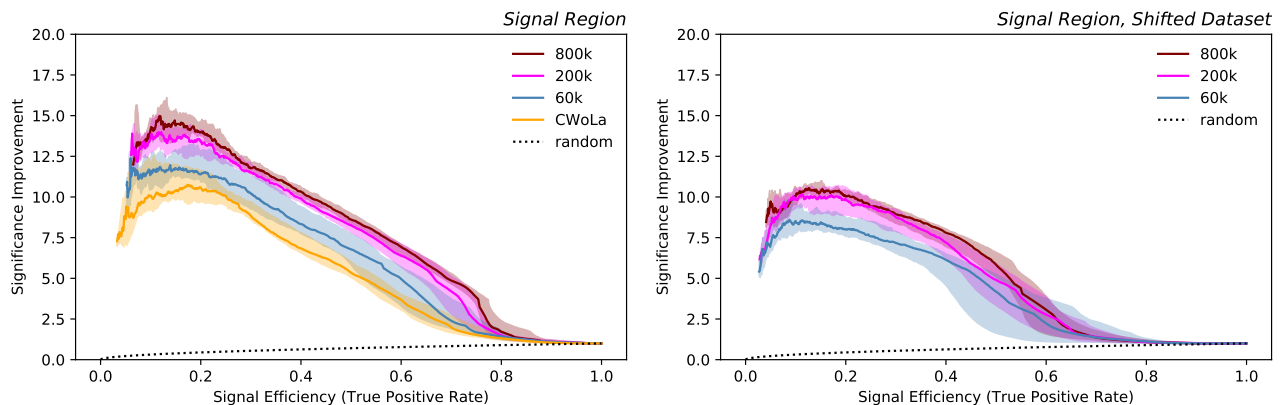 Signal Region
20.0
17.5
15.0
12.5
10.0
7.5
5.0
2.5
0.0
Significance Improvement
800k
200k
60k
CWoLa
random
0.0 0.2 0.4 0.6 0.8 1.0
Signal Efficiency (True Positive Rate)
Signal Region, Shifted Dataset
20.0
17.5
15.0
12.5
10.0
7.5
5.0
2.5
0.0
Significance Improvement
800k
200k
60k
random
0.0 0.2 0.4 0.6 0.8 1.0
Signal Efficiency (True Positive Rate)